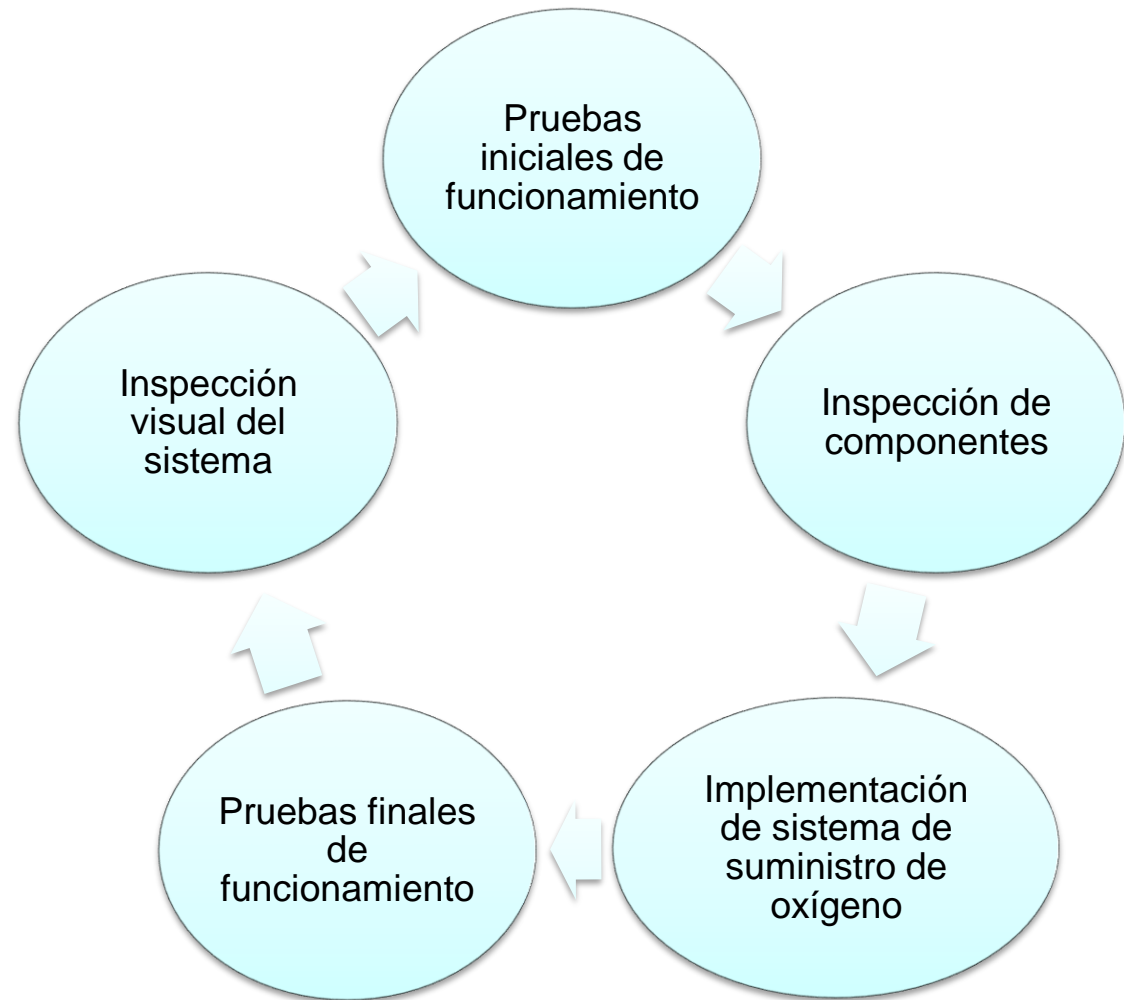 Pruebas
iniciales de
funcionamiento
Inspección de
componentes
Implementación
de sistema de
suministro de
oxígeno
Pruebas finales
de
funcionamiento
Inspección
visual del
sistema